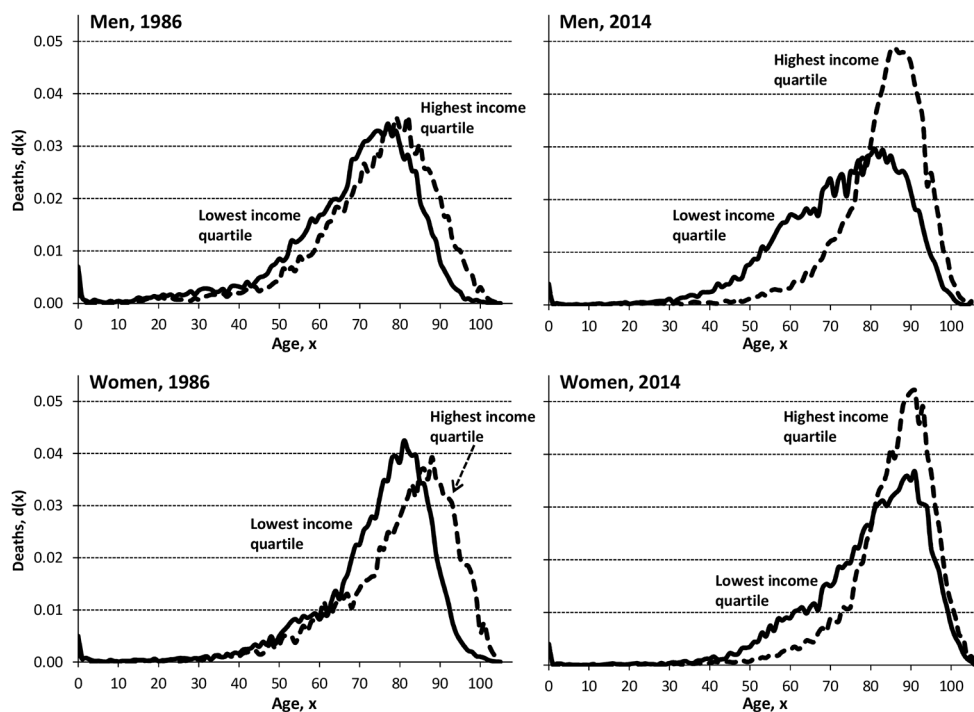 Men, 1986
Deaths, d(x)
0.05
0.04
0.03
0.02
0.01
0.00
Highest income
quartile
Lowest income
quartile
0 10 20 30 40 50 60 70 80 90 100
Age, x
Men, 2014
Highest income
quartile
Lowest income
quartile
0 10 20 30 40 50 60 70 80 90 100
Age, x
Women, 1986
Deaths, d(x)
0.05
0.04
0.03
0.02
0.01
0.00
Highest income
quartile
Lowest income
quartile
0 10 20 30 40 50 60 70 80 90 100
Age, x
Women, 2014
Highest income
quartile
Lowest income
quartile
0 10 20 30 40 50 60 70 80 90 100
Age, x